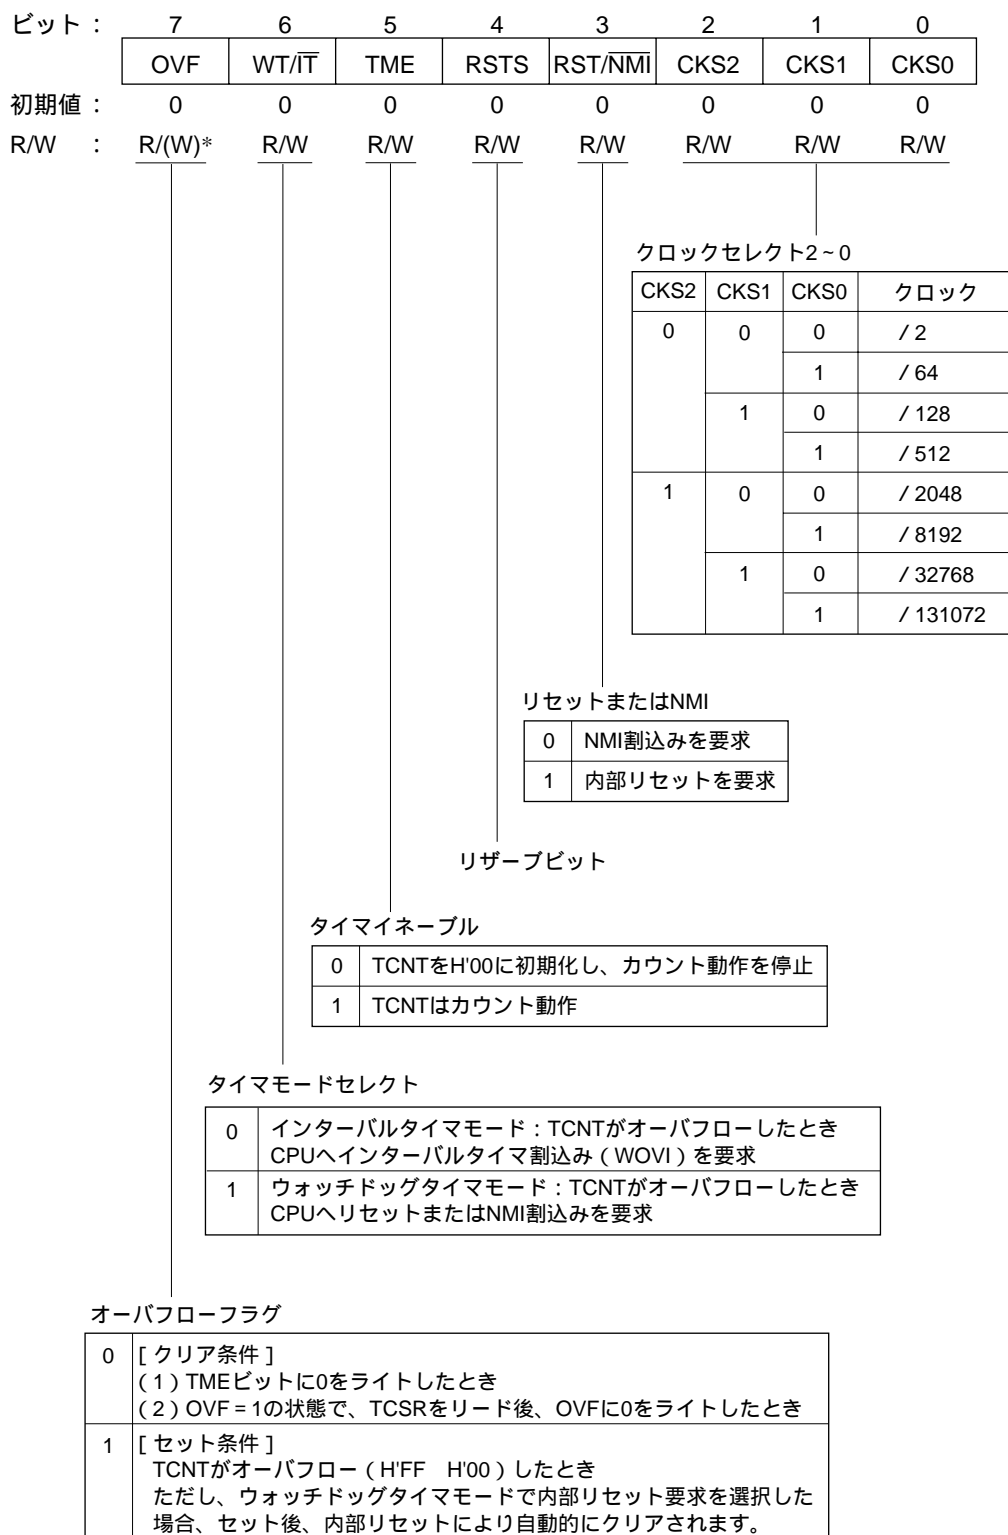 ビット： 7 6 5 4 3 2 1 0
OVF WT/IT TME RSTS RST/NMI CKS2 CKS1 CKS0
初期値： 0 0 0 0 0 0 0 0
R/W ： R/(W)* R/W R/W R/W R/W R/W R/W R/W
クロックセレクト2～0
CKS2 CKS1 CKS0 クロック
0 0 0 /2
1 /64
1 0 /128
1 /512
1 0 0 /2048
1 /8192
1 0 /32768
1 /131072
リセットまたはNMI
0 NMI割込みを要求
1 内部リセットを要求
リザーブビット
タイマイネーブル
0 TCNTをH'00に初期化し、カウント動作を停止
1 TCNTはカウント動作
タイマモードセレクト
0 インターバルタイマモード：TCNTがオーバフローしたとき
CPUへインターバルタイマ割込み（WOVI）を要求
1 ウォッチドッグタイマモード：TCNTがオーバフローしたとき
CPUへリセットまたはNMI割込みを要求
オーバフローフラグ
0 [クリア条件]
（1）TMEビットに0をライトしたとき
（2）OVF=1の状態で、TCSRをリード後、OVFに0をライトしたとき
1 [セット条件]
TCNTがオーバフロー（H'FF H'00）したとき
ただし、ウォッチドッグタイマモードで内部リセット要求を選択した
場合、セット後、内部リセットにより自動的にクリアされます。